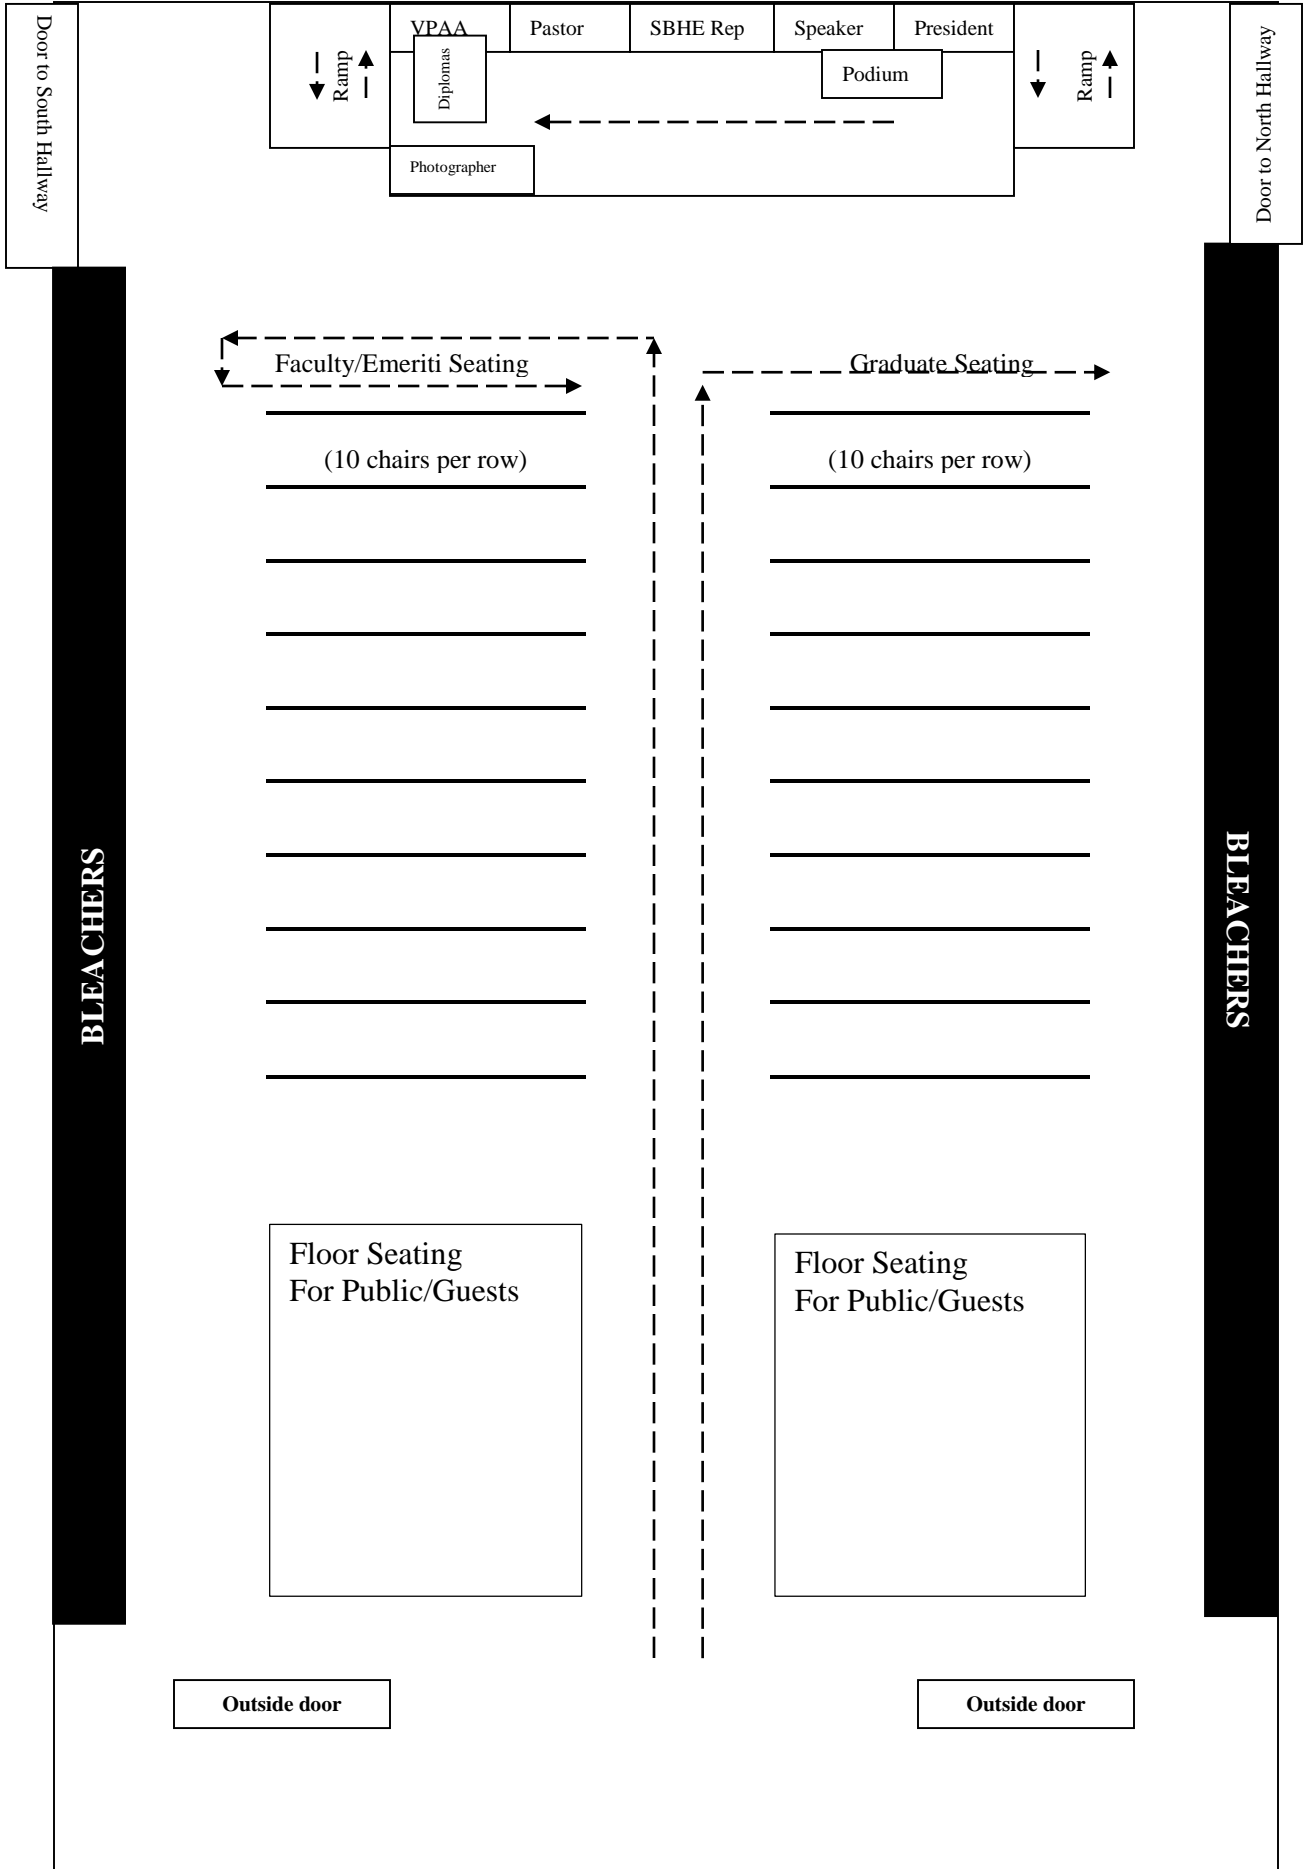 Door to South Hallway
Ramp
VPAA
Pastor
SBHE Rep
Speaker
President
Ramp
Door to North Hallway
Diplomas
Podium
Photographer
Faculty/Emeriti Seating
Graduate Seating
(10 chairs per row)
(10 chairs per row)
BLEACHERS
BLEACHERS
Floor Seating
For Public/Guests
Floor Seating
For Public/Guests
Outside door
Outside door